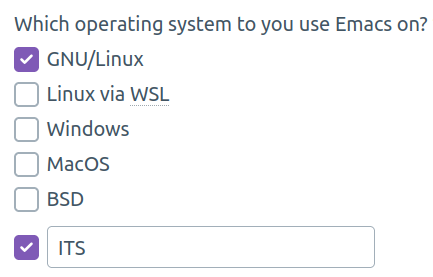 Which operating system to you use Emacs on?
GNU/Linux
Linux via WSL
Windows
MacOS
BSD
ITS